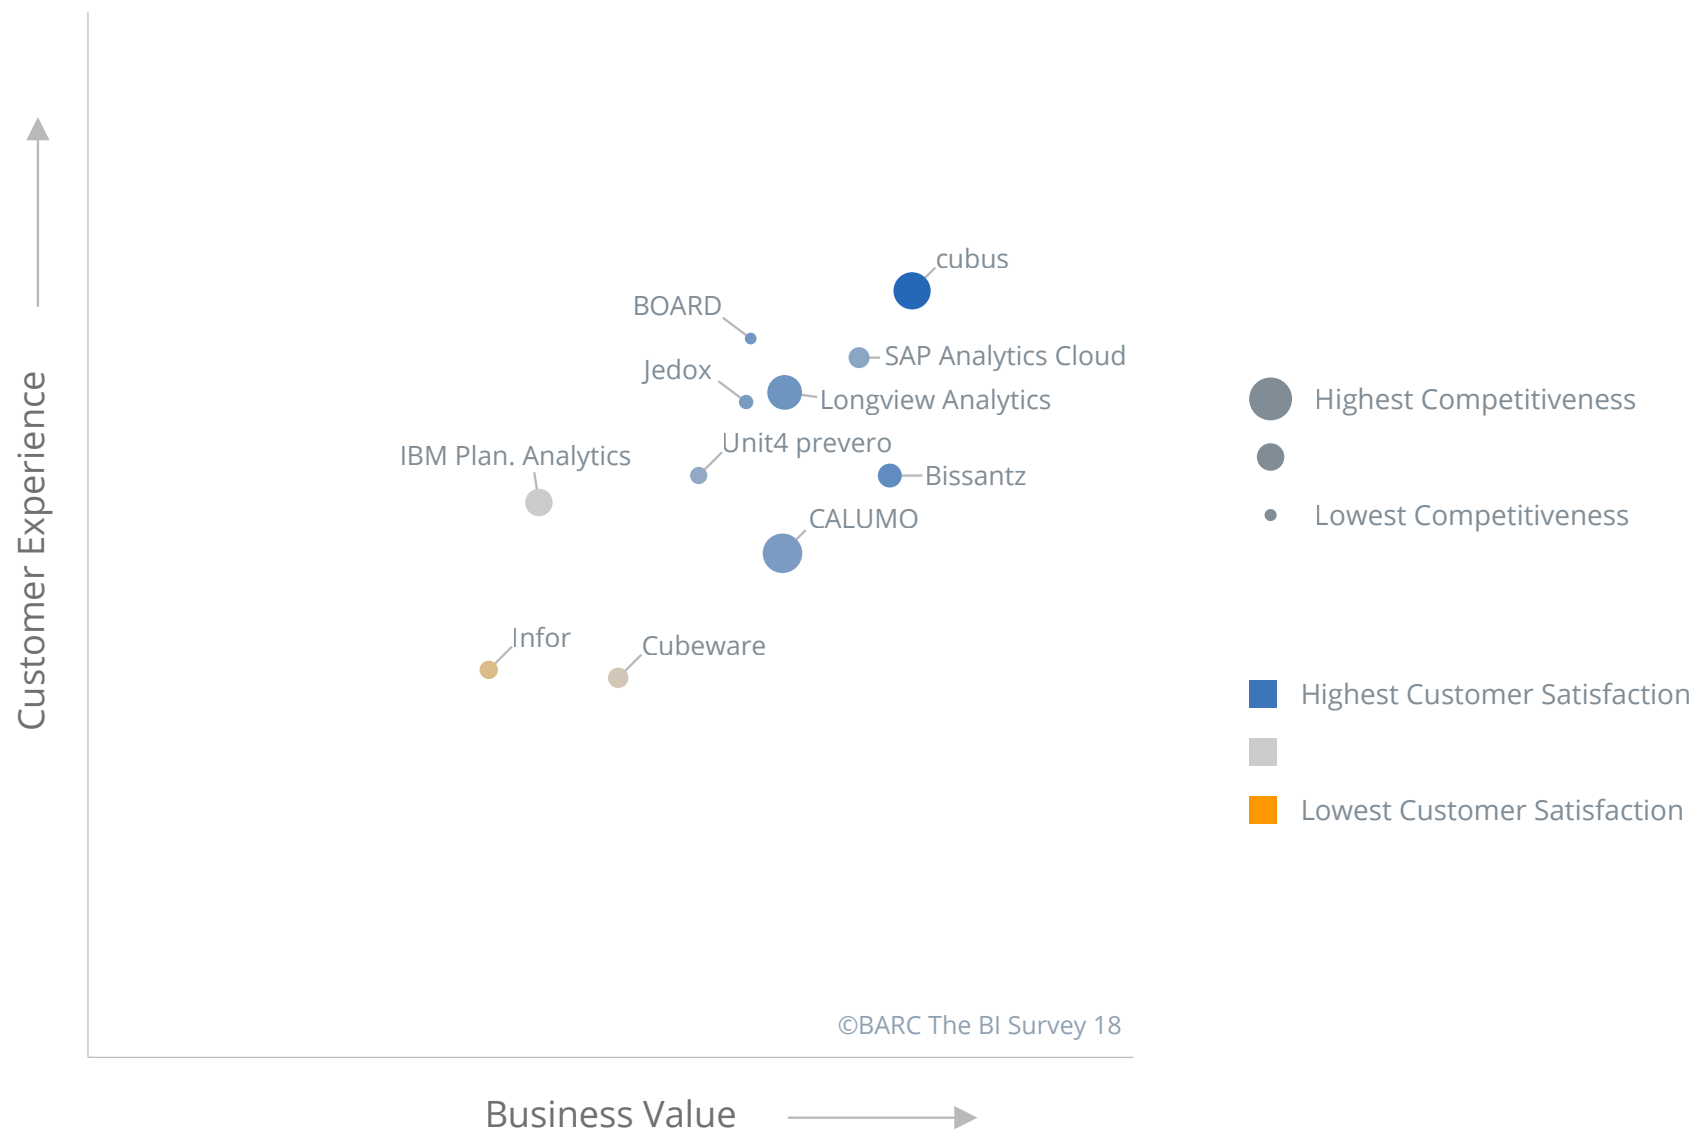 cubus
BOARD
SAP Analytics Cloud
Jedox
Longview Analytics
Unit4 prevero
IBM Plan. Analytics
Bissantz
CALUMO
Infor
Cubeware
Customer Experience
Business Value
©BARC The BI Survey 18
Highest Competitiveness
Lowest Competitiveness
Highest Customer Satisfaction
Lowest Customer Satisfaction